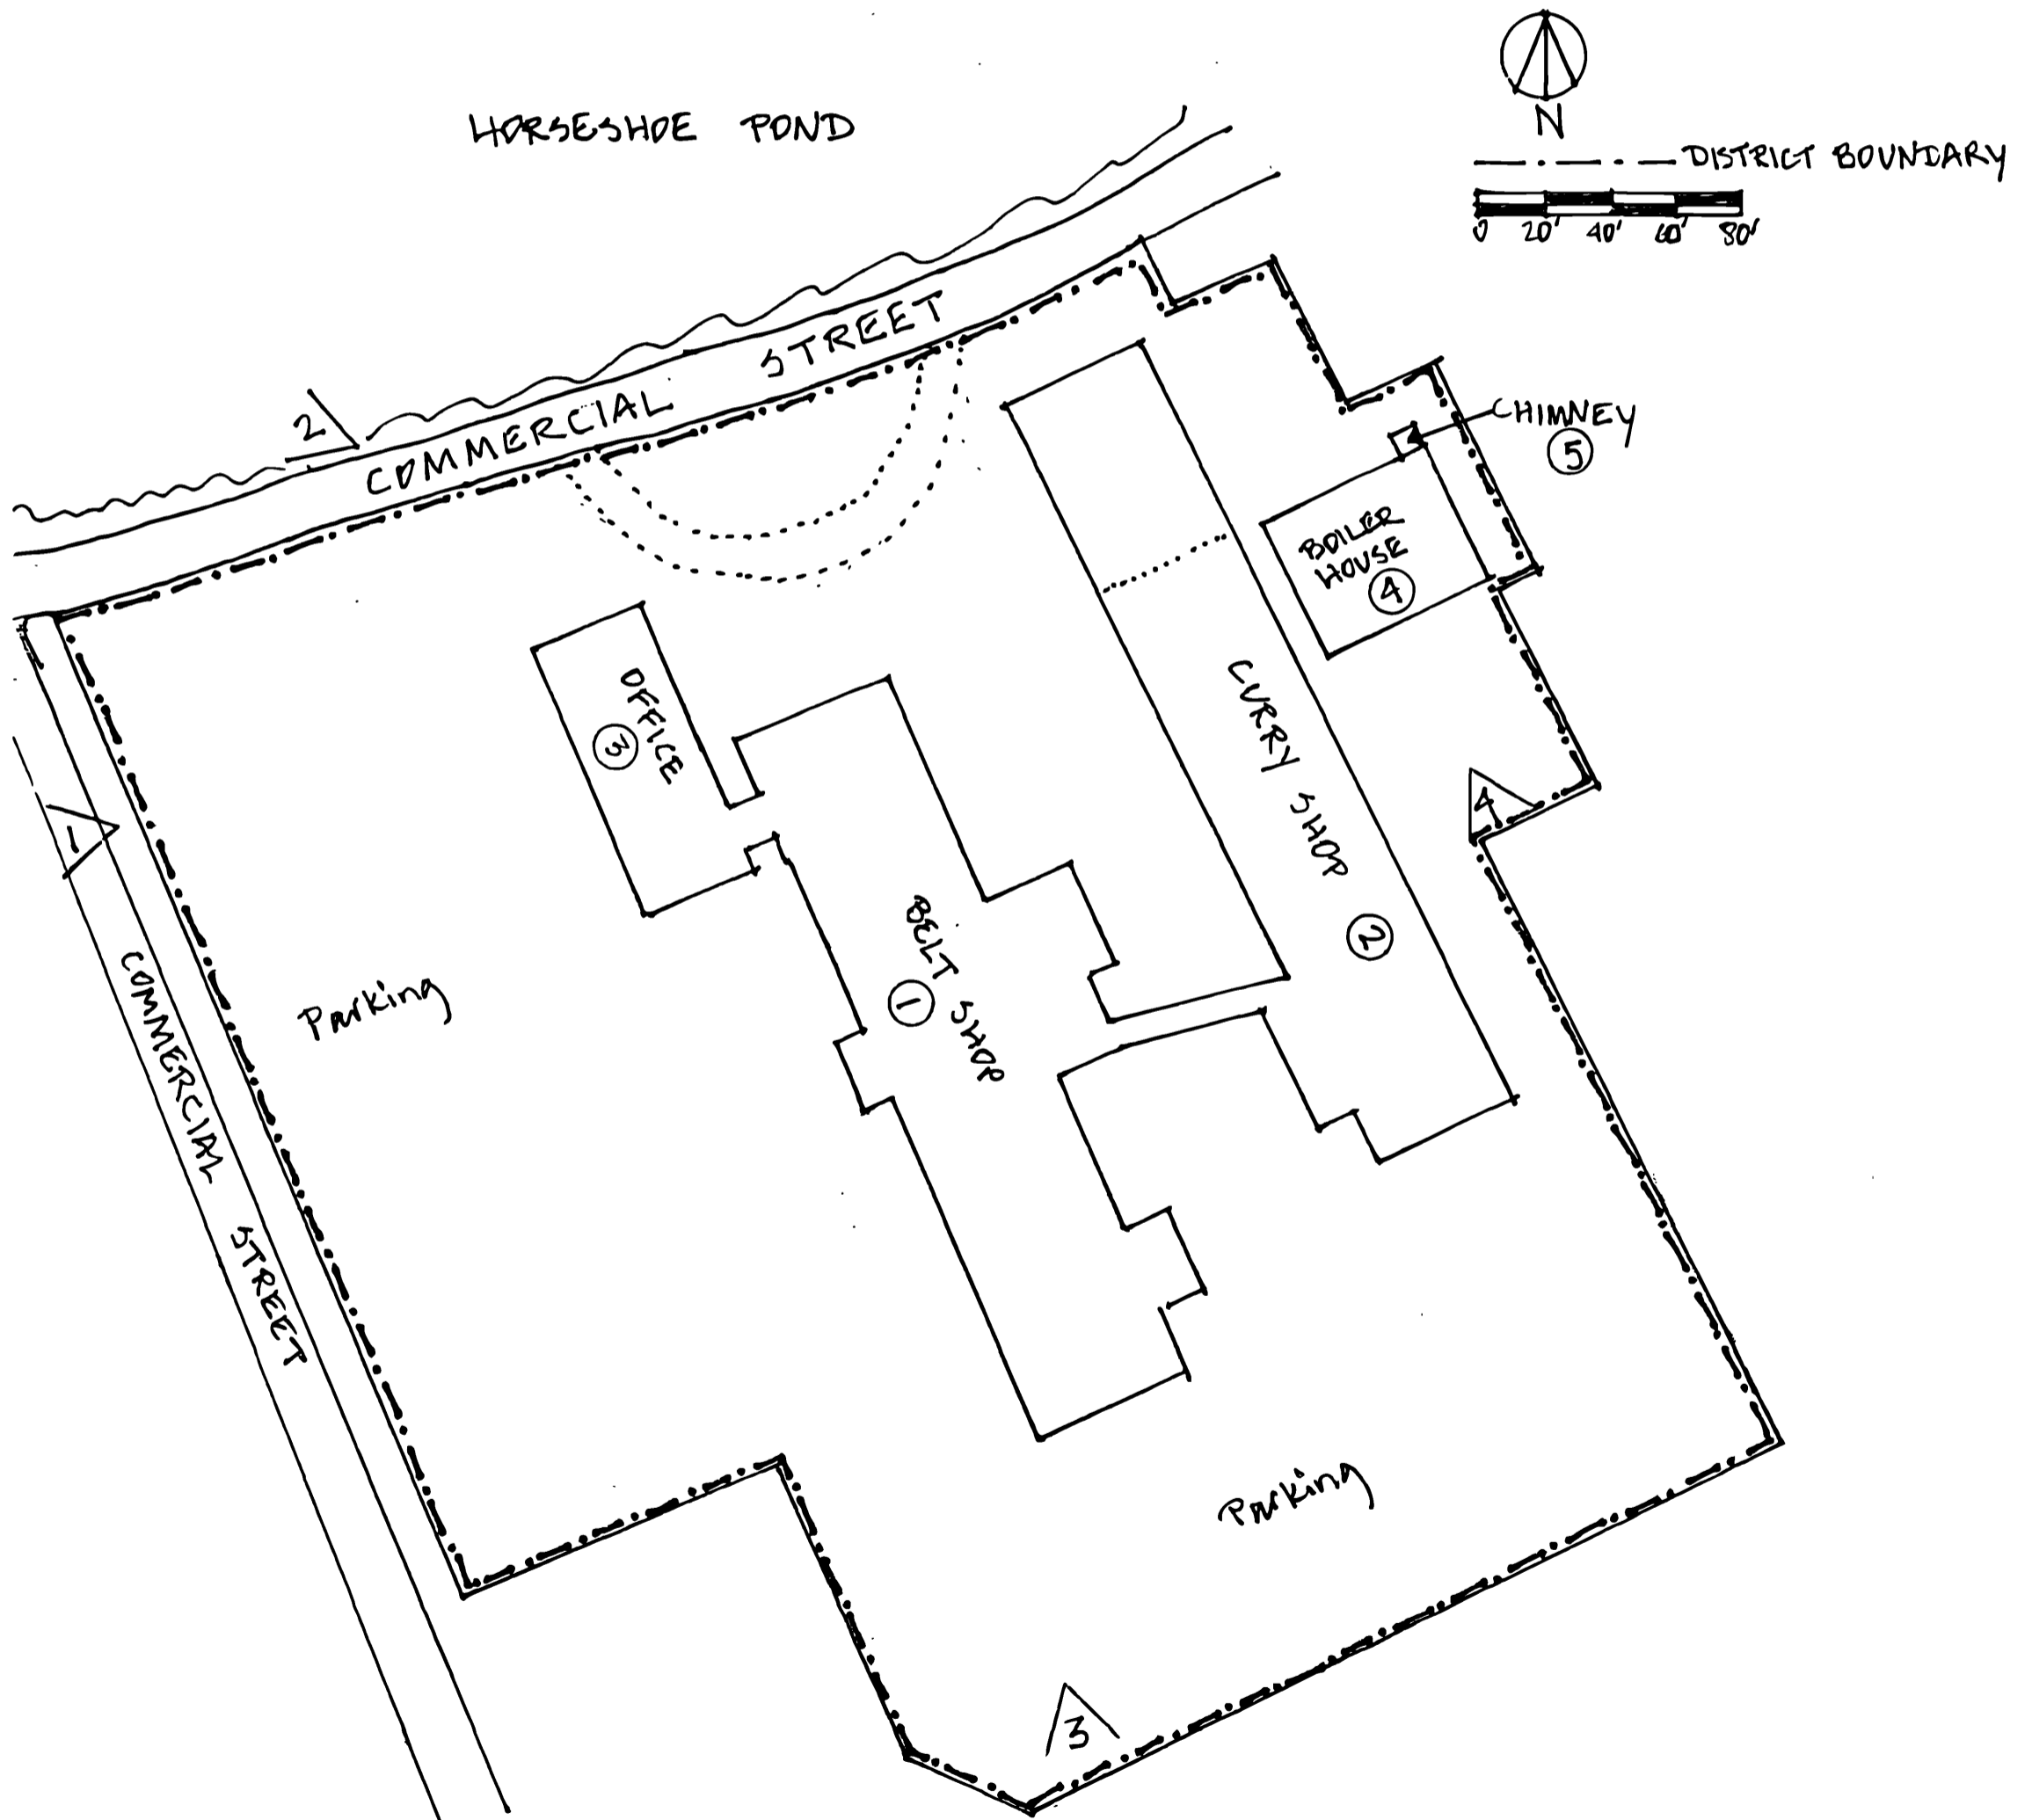 HORSESHOE POND
N
DISTRICT BOUNDARY
0 20' 40' 60' 80'
COMMERCIAL STREET
2
CHIMNEY
5
BOILER
HOUSE
4
OFFICE
3
CURRY SHOP
2
4
1
BELT SHOP
1
Parking
COMMERCIAL STREET
Parking
3